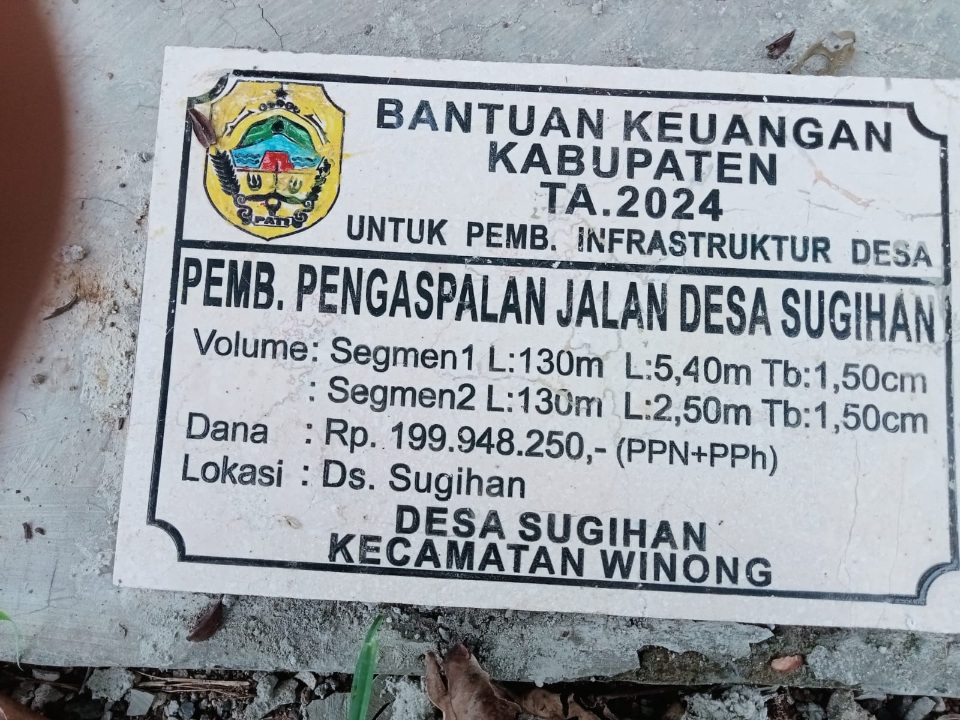 BANTUAN KEUANGAN
KABUPATEN
TA.2024
UNTUK PEMB. INFRASTRUKTUR DESA
PATI
PEMB. PENGASPALAN JALAN DESA SUGIHAN
Volume: Segmen1 L:130m L:5,40m Tb:1,50cm
: Segmen2 L:130m L:2,50m Tb:1,50cm
Dana : Rp. 199.948.250,- (PPN+PPh)
Lokasi : Ds. Sugihan
DESA SUGIHAN
KECAMATAN WINONG